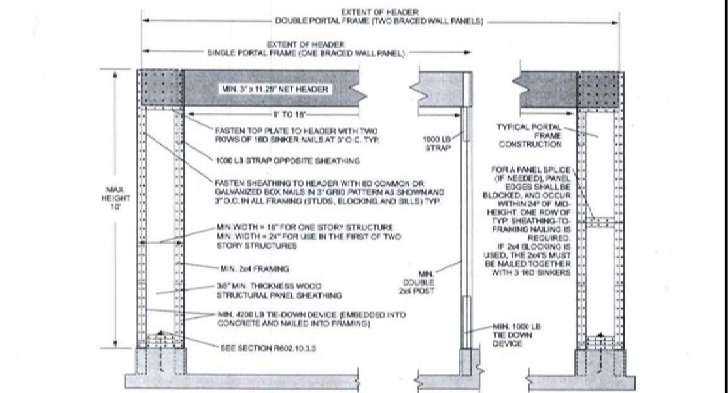 EXTENT OF HEADER
DOUBLE PORTAL FRAME (TWO BRACED WALL PANELS)
EXTENT OF HEADER
SINGLE PORTAL FRAME (ONE BRACED WALL PANEL)
MIN. 3" x 11.25" NET HEADER
6' TO 18'
FASTEN TOP PLATE TO HEADER WITH TWO
ROWS OF 16D SINKER NAILS AT 3" O.C. TYP.
1000 LB STRAP OPPOSITE SHEATHING
FASTEN SHEATHING TO HEADER WITH 8D COMMON OR
GALVANIZED BOX NAILS IN 3" GRID PATTERN AS SHOWN AND
3" O.C. IN ALL FRAMING (STUDS, BLOCKING, AND SILLS) TYP.
MIN. WIDTH = 16" FOR ONE STORY STRUCTURE
MIN. WIDTH = 24" FOR USE IN THE FIRST OF TWO
STORY STRUCTURES
MIN. 2x4 FRAMING
3/8" MIN. THICKNESS WOOD
STRUCTURAL PANEL SHEATHING
MIN. 4200 LB TIE-DOWN DEVICE (EMBEDDED INTO
CONCRETE AND NAILED INTO FRAMING)
SEE SECTION R602.10.3.3
MAX.
HEIGHT
10'
1000 LB
STRAP
MIN.
DOUBLE
2x4 POST
MIN. 1000 LB
TIE DOWN
DEVICE
TYPICAL PORTAL
FRAME
CONSTRUCTION
FOR A PANEL SPLICE
(IF NEEDED), PANEL
EDGES SHALL BE
BLOCKED, AND OCCUR
WITHIN 24" OF MID-
HEIGHT. ONE ROW OF
TYP. SHEATHING-TO-
FRAMING NAILING IS
REQUIRED.
IF 2x4 BLOCKING IS
USED, THE 2x4'S MUST
BE NAILED TOGETHER
WITH 3 16D SINKERS